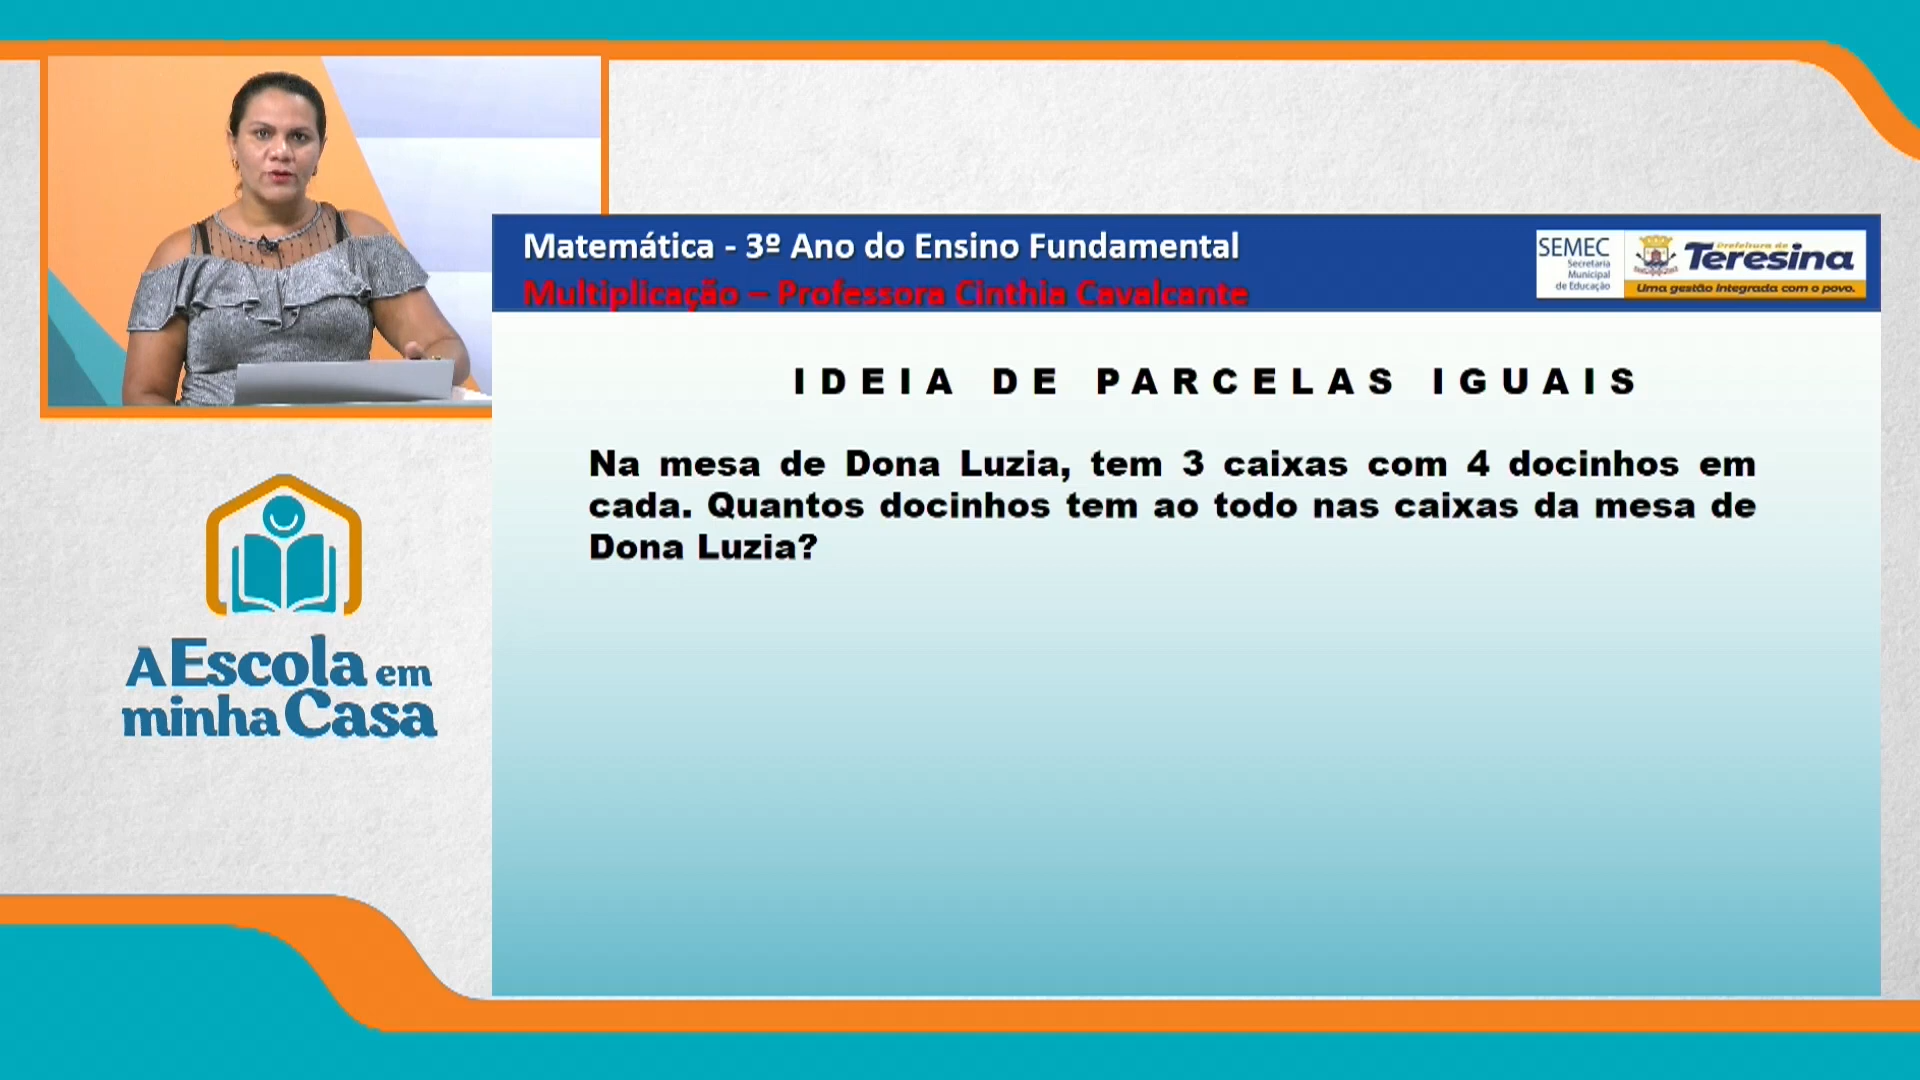 Matemática - 3º Ano do Ensino Fundamental
Multiplicação – Professora Cinthia Cavalcante
SEMEC
Secretaria
Municipal
de Educação
Prefeitura de
Teresina
Uma gestão integrada com o povo.
IDEIA DE PARCELAS IGUAIS
Na mesa de Dona Luzia, tem 3 caixas com 4 docinhos em
cada. Quantos docinhos tem ao todo nas caixas da mesa de
Dona Luzia?
A Escola em
minha Casa